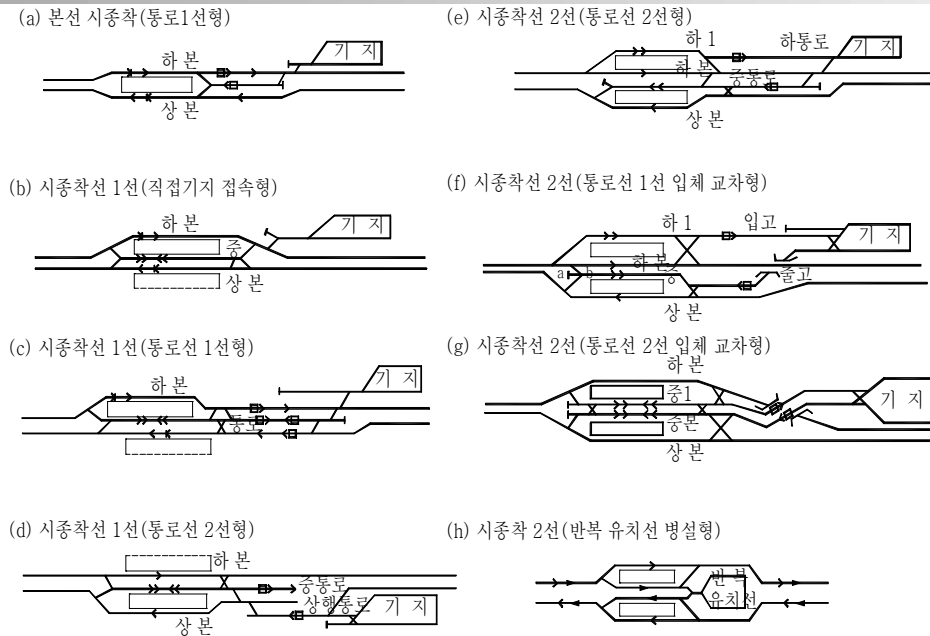 (a) 본선 시종착(통로1선형)
하 본
기 지
상 본
(b) 시종착선 1선(직접기지 접속형)
하 본
기 지
중
상 본
(c) 시종착선 1선(통로선 1선형)
하 본
기 지
통로
(d) 시종착선 1선(통로선 2선형)
하 본
중통로
상행통로
기 지
상 본
(e) 시종착선 2선(통로선 2선형)
하 1
하통로
기 지
하 본
중통로
상 본
(f) 시종착선 2선(통로선 1선 입체 교차형)
하 1
입고
기 지
하 본
a
b
중
출고
상 본
(g) 시종착선 2선(통로선 2선 입체 교차형)
하 본
중1
기 지
중본
상 본
(h) 시종착 2선(반복 유치선 병설형)
반 복
유치선